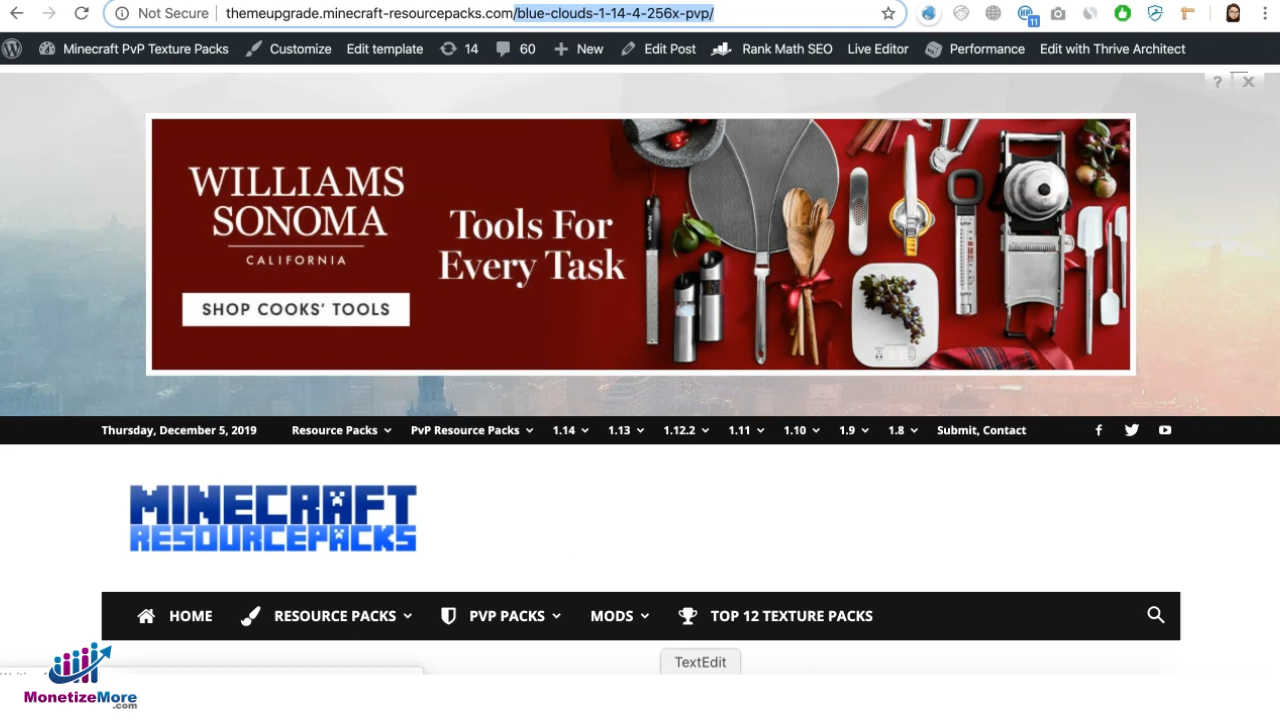 Not Secure themeupgrade.minecraft-resourcepacks.com/blue-clouds-1-14-4-256x-pvp/
11
Minecraft PvP Texture Packs Customize Edit template 14 60 New Edit Post Rank Math SEO Live Editor Performance Edit with Thrive Architect
WILLIAMS
SONOMA
CALIFORNIA
SHOP COOKS' TOOLS
Tools For
Every Task
Thursday, December 5, 2019 Resource Packs PvP Resource Packs 1.14 1.13 1.12.2 1.11 1.10 1.9 1.8 Submit, Contact
MINECRAFT
RESOURCEPACKS
HOME RESOURCE PACKS PVP PACKS MODS TOP 12 TEXTURE PACKS
TextEdit
MonetizeMore
.com